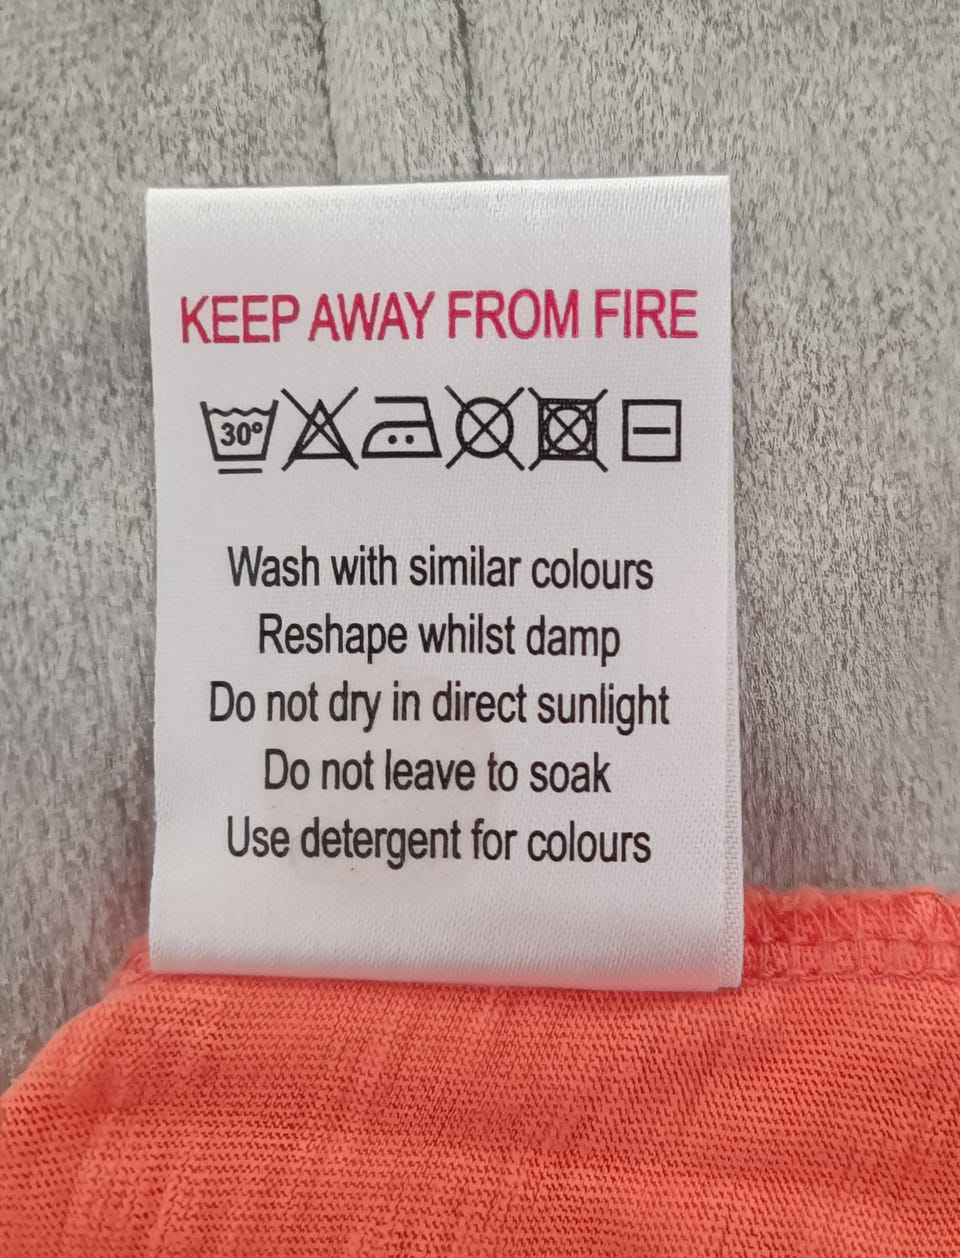 KEEP AWAY FROM FIRE
30°
Wash with similar colours
Reshape whilst damp
Do not dry in direct sunlight
Do not leave to soak
Use detergent for colours